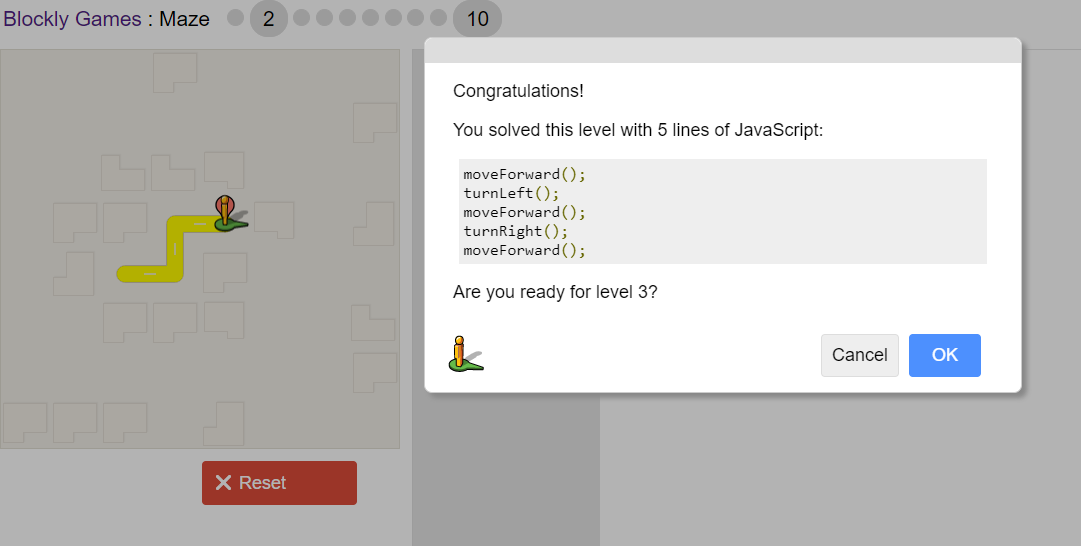 Blockly Games : Maze 2 10
Congratulations!
You solved this level with 5 lines of JavaScript:
moveForward();
turnLeft();
moveForward();
turnRight();
moveForward();
Are you ready for level 3?
Cancel OK
Reset